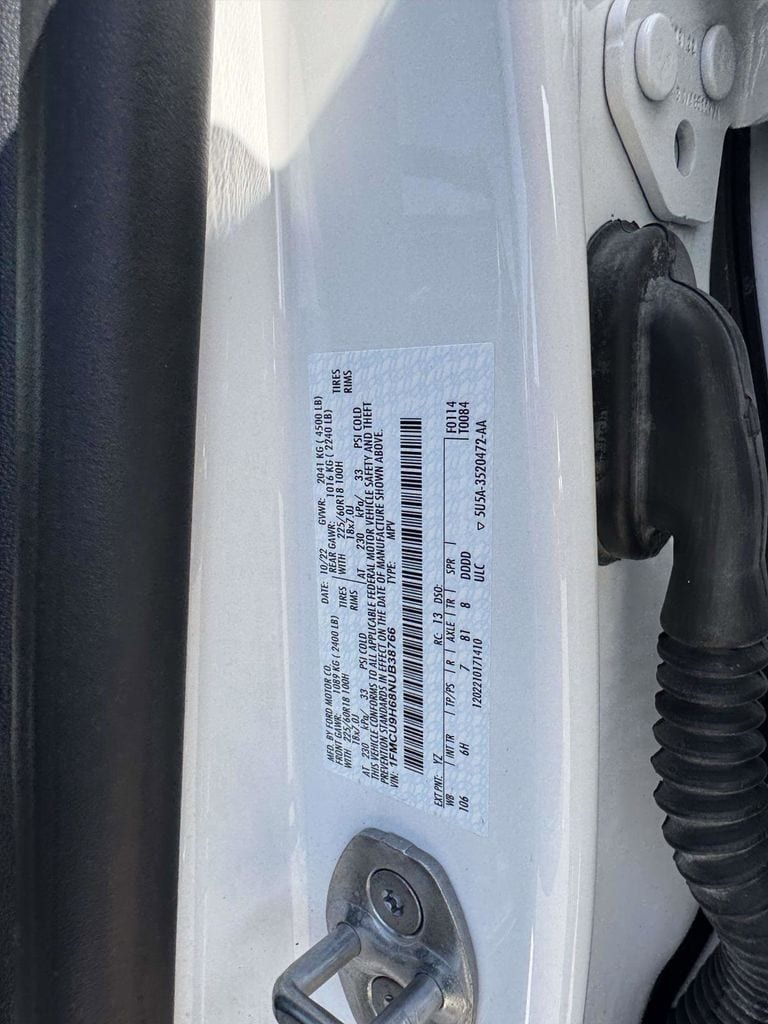 MFD. BY FORD MOTOR CO. DATE: 10/22 GVWR: 2041 KG ( 4500 LB)
FRONT GAWR: 1089 KG ( 2400 LB) REAR GAWR: 1016 KG ( 2240 LB)
WITH 225/60R18 100H TIRES WITH 225/60R18 100H TIRES
18x7.0J RIMS 18x7.0J RIMS
AT 230 kPa/ 33 PSI COLD AT 230 kPa/ 33 PSI COLD
THIS VEHICLE CONFORMS TO ALL APPLICABLE FEDERAL MOTOR VEHICLE SAFETY AND THEFT
PREVENTION STANDARDS IN EFFECT ON THE DATE OF MANUFACTURE SHOWN ABOVE.
VIN: 1FMCU9H68NUB38766 TYPE: MPV
EXT PNT: YZ RC: 13 DSO: F0114
WB INT TR TP/PS R AXLE TR SPR T0084
106 6H 7 81 8 DDDD
1202210171410 ULC
▽ 5U5A-3520472-AA